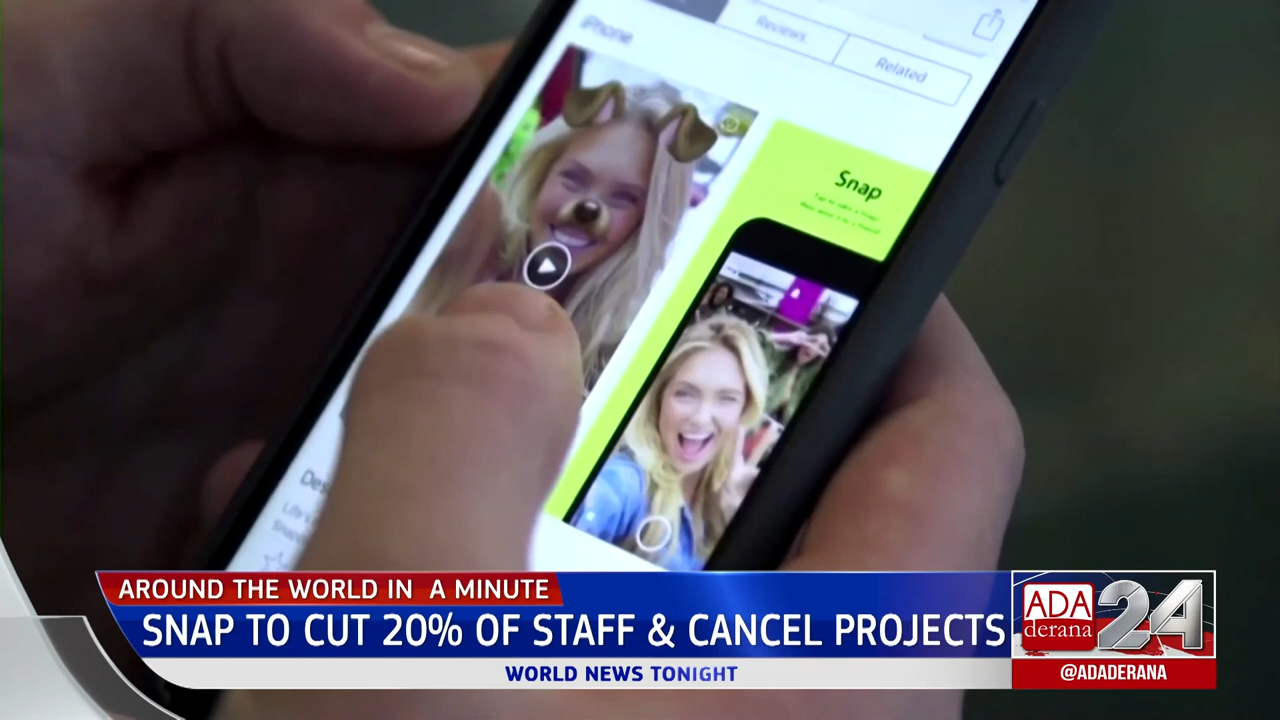 Reviews
Related
iPhone
Snap
AROUND THE WORLD IN A MINUTE
SNAP TO CUT 20% OF STAFF & CANCEL PROJECTS
WORLD NEWS TONIGHT
ADA
derana
24
@ADADERANA